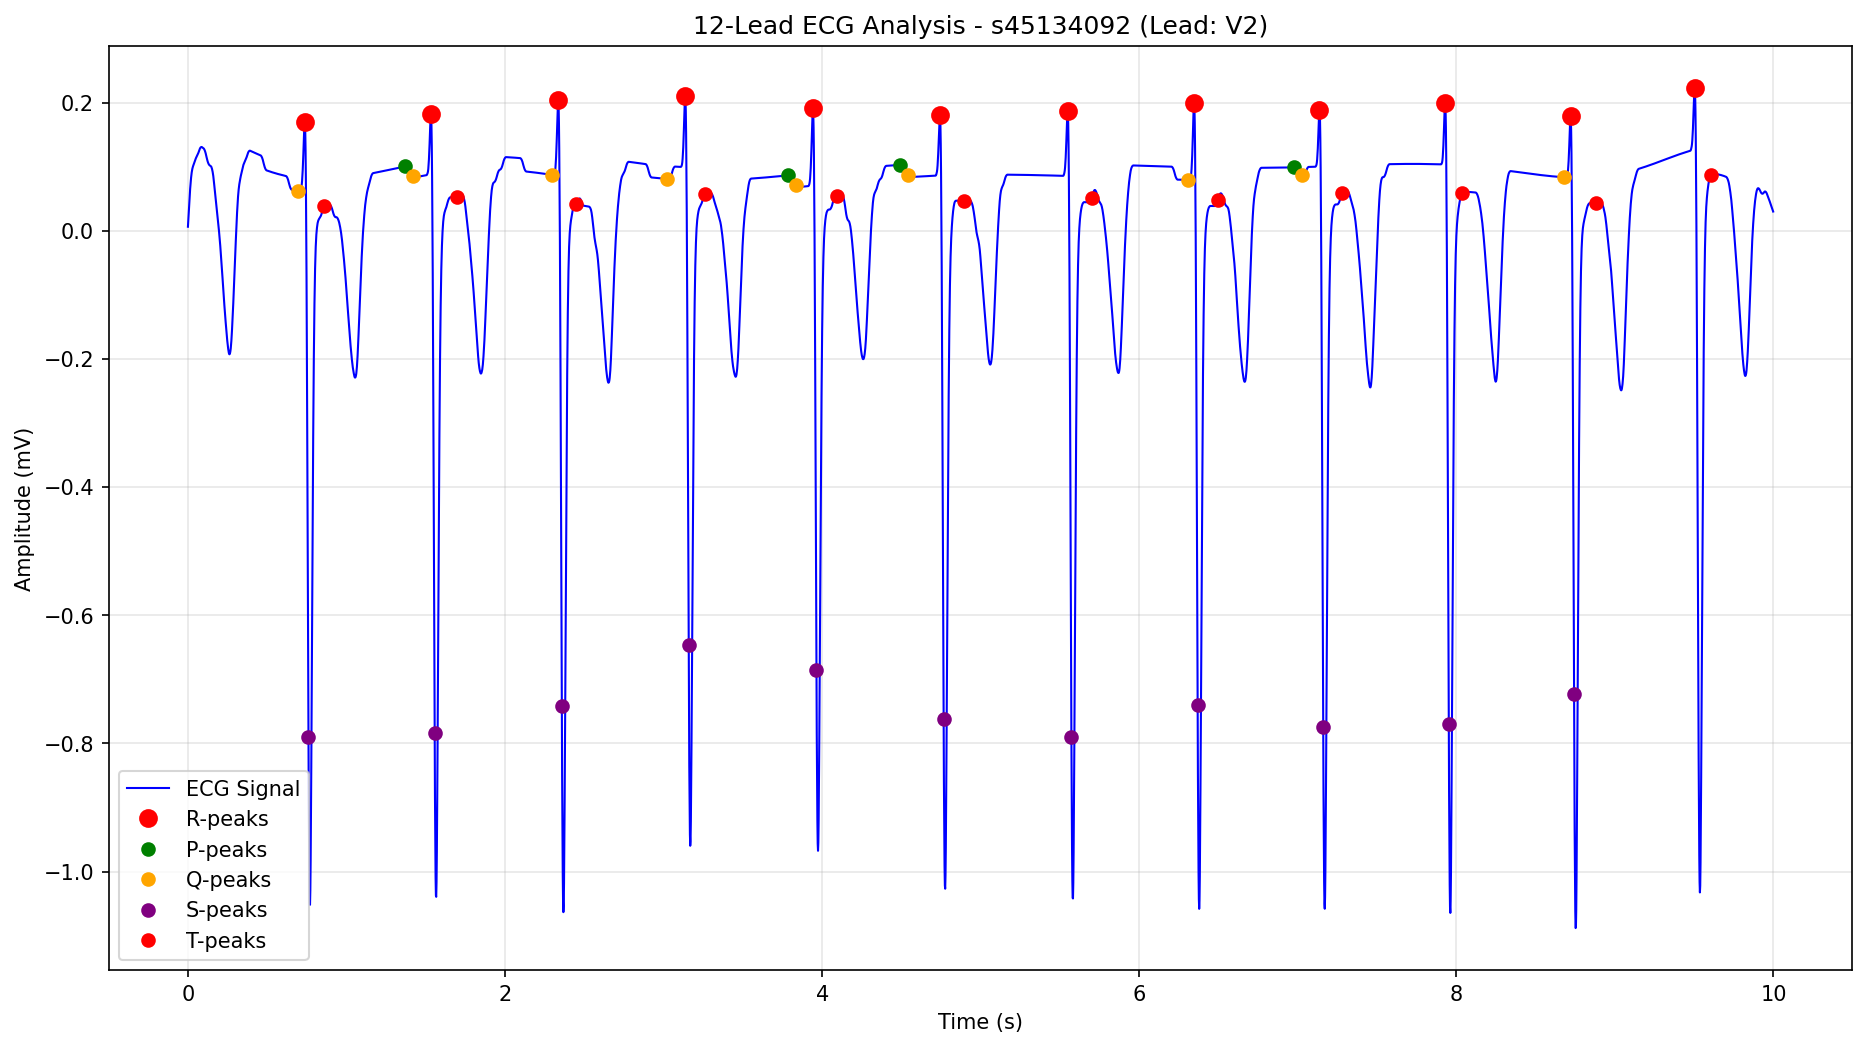 12-Lead ECG Analysis - s45134092 (Lead: V2)
Amplitude (mV)
0.2
0.0
−0.2
−0.4
−0.6
−0.8
−1.0
ECG Signal
R-peaks
P-peaks
Q-peaks
S-peaks
T-peaks
0 2 4 6 8 10
Time (s)